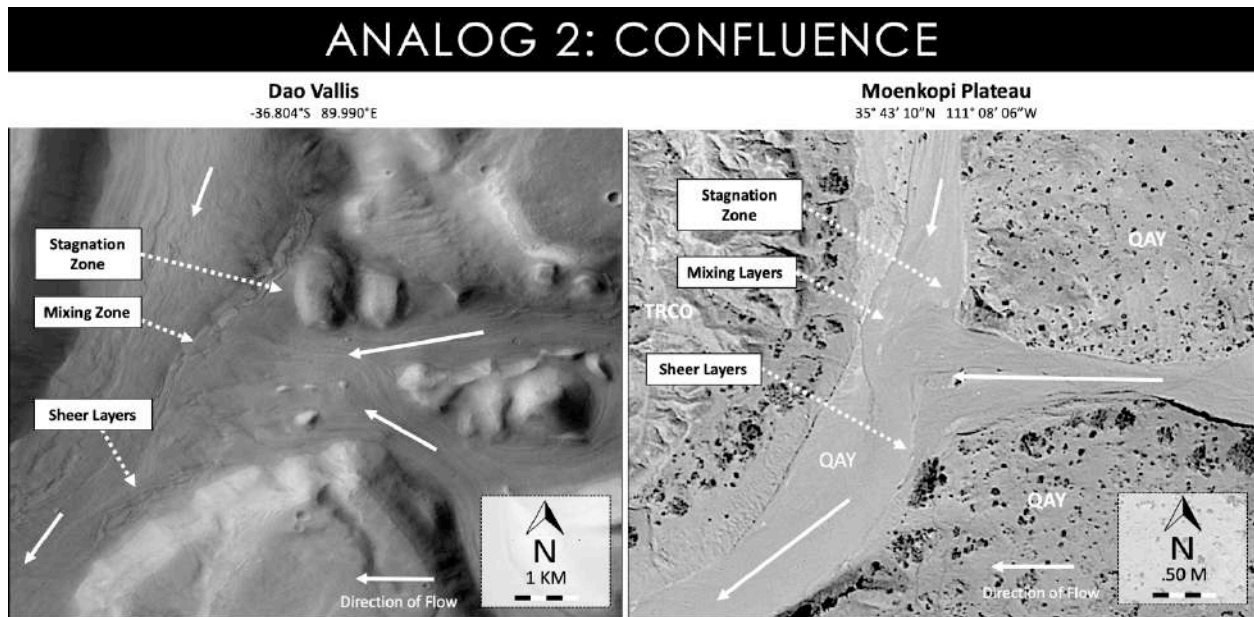 ANALOG 2: CONFLUENCE
Dao Vallis
-36.804°S 89.990°E
Stagnation
Zone
Mixing Zone
Sheer Layers
N
1 KM
Direction of Flow
Moenkopi Plateau
35° 43' 10”N 111° 08' 06”W
Stagnation
Zone
QAY
Mixing Layers
TRCO
Sheer Layers
QAY
QAY
N
.50 M
Direction of Flow